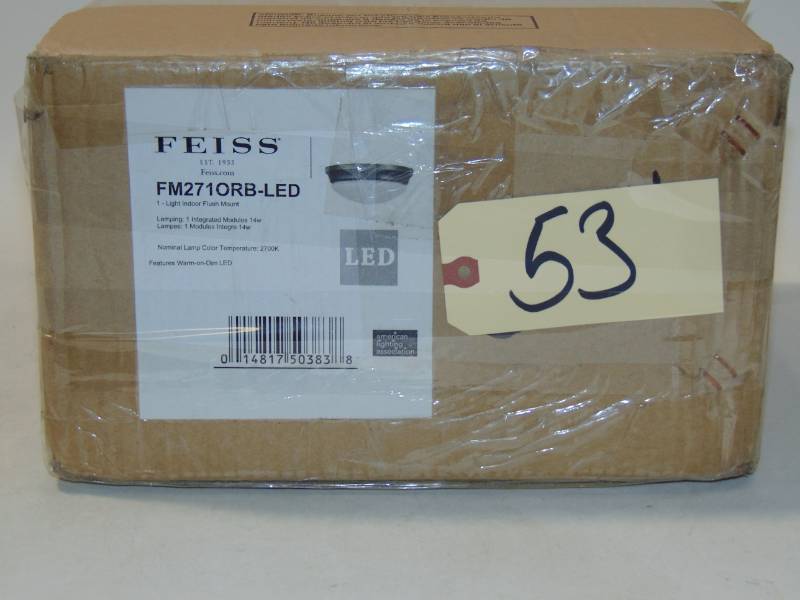 FEISS
EST. 1955
Feiss.com
FM271ORB-LED
1 - Light Indoor Flush Mount
Lamping: 1 Integrated Modules 14w
Lampes: 1 Modules Integre 14w
Nominal Lamp Color Temperature: 2700K
Features Warm-on-Dim LED
LED
american
lighting
association
0 14817 50383 8
53